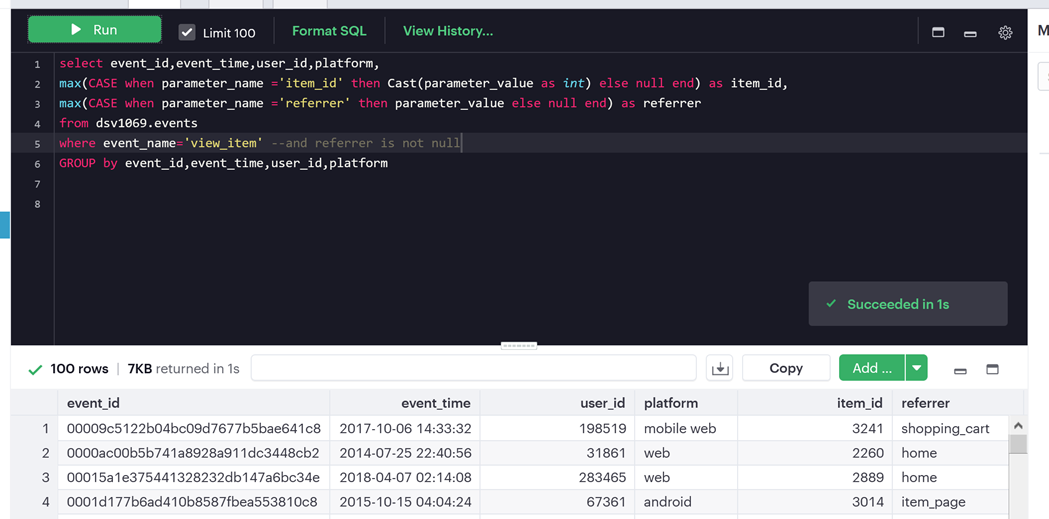 Run
Limit 100
Format SQL
View History...
M
1 select event_id,event_time,user_id,platform,
2 max(CASE when parameter_name ='item_id' then Cast(parameter_value as int) else null end) as item_id,
3 max(CASE when parameter_name ='referrer' then parameter_value else null end) as referrer
4 from dsv1069.events
5 where event_name='view_item' --and referrer is not null
6 GROUP by event_id,event_time,user_id,platform
7
8
Succeeded in 1s
100 rows | 7KB returned in 1s
Copy
Add ...
event_id event_time user_id platform item_id referrer
1 00009c5122b04bc09d7677b5bae641c8 2017-10-06 14:33:32 198519 mobile web 3241 shopping_cart
2 0000ac00b5b741a8928a911dc3448cb2 2014-07-25 22:40:56 31861 web 2260 home
3 00015a1e375441328232db147a6bc34e 2018-04-07 02:14:08 283465 web 2889 home
4 0001d177b6ad410b8587fbea553810c8 2015-10-15 04:04:24 67361 android 3014 item_page